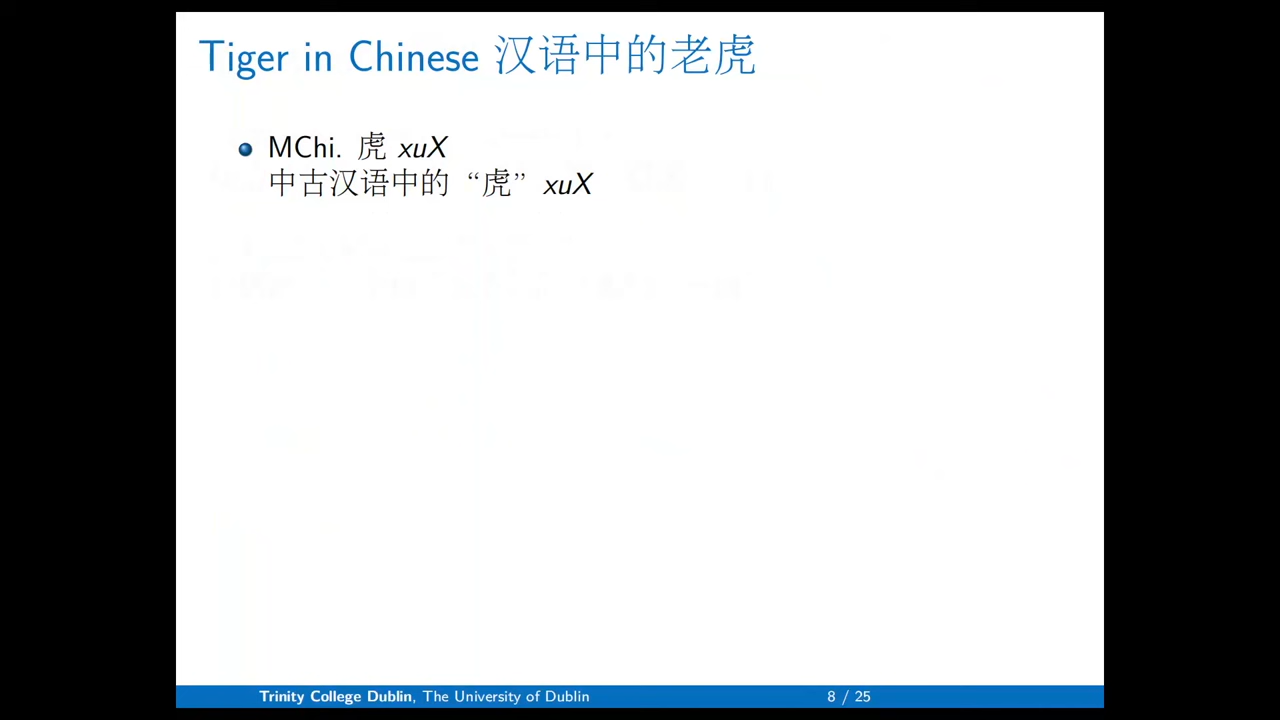 Tiger in Chinese 汉语中的老虎
MChi. 虎 xuX
中古汉语中的“虎”xuX
Trinity College Dublin, The University of Dublin
8 / 25